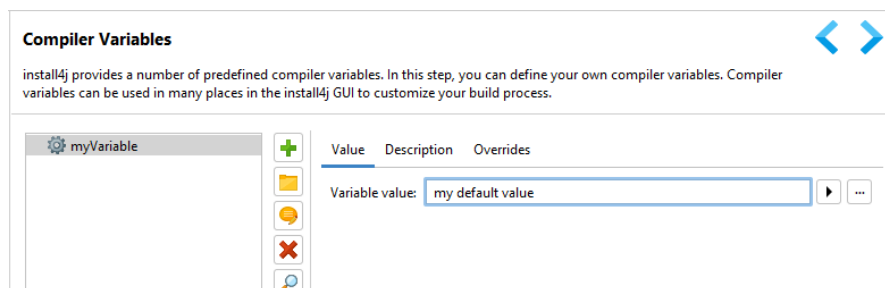 Compiler Variables
install4j provides a number of predefined compiler variables. In this step, you can define your own compiler variables. Compiler
variables can be used in many places in the install4j GUI to customize your build process.
myVariable
Value Description Overrides
Variable value: my default value
...